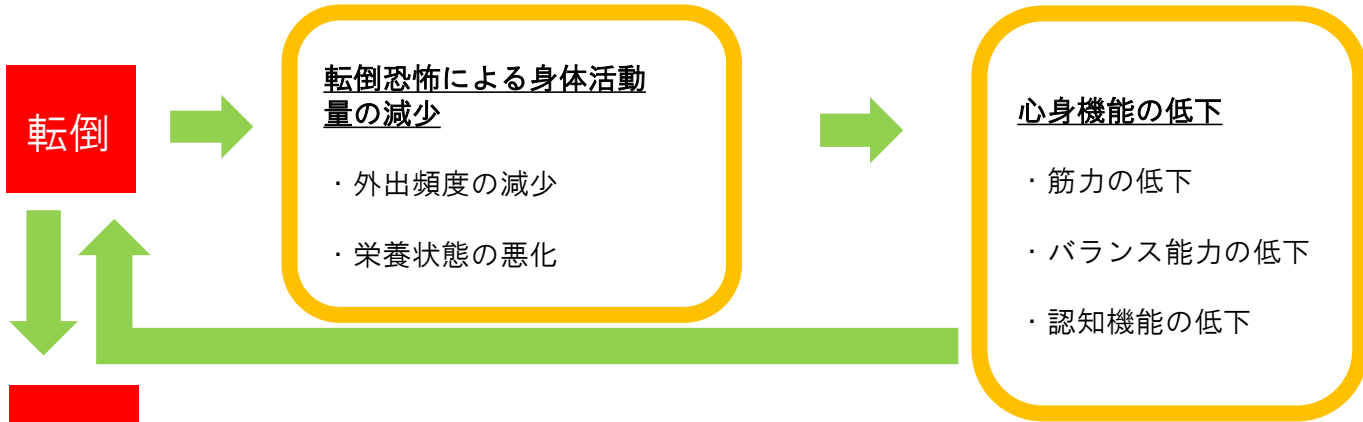 転倒
転倒恐怖による身体活動
量の減少
・外出頻度の減少
・栄養状態の悪化
心身機能の低下
・筋力の低下
・バランス能力の低下
・認知機能の低下